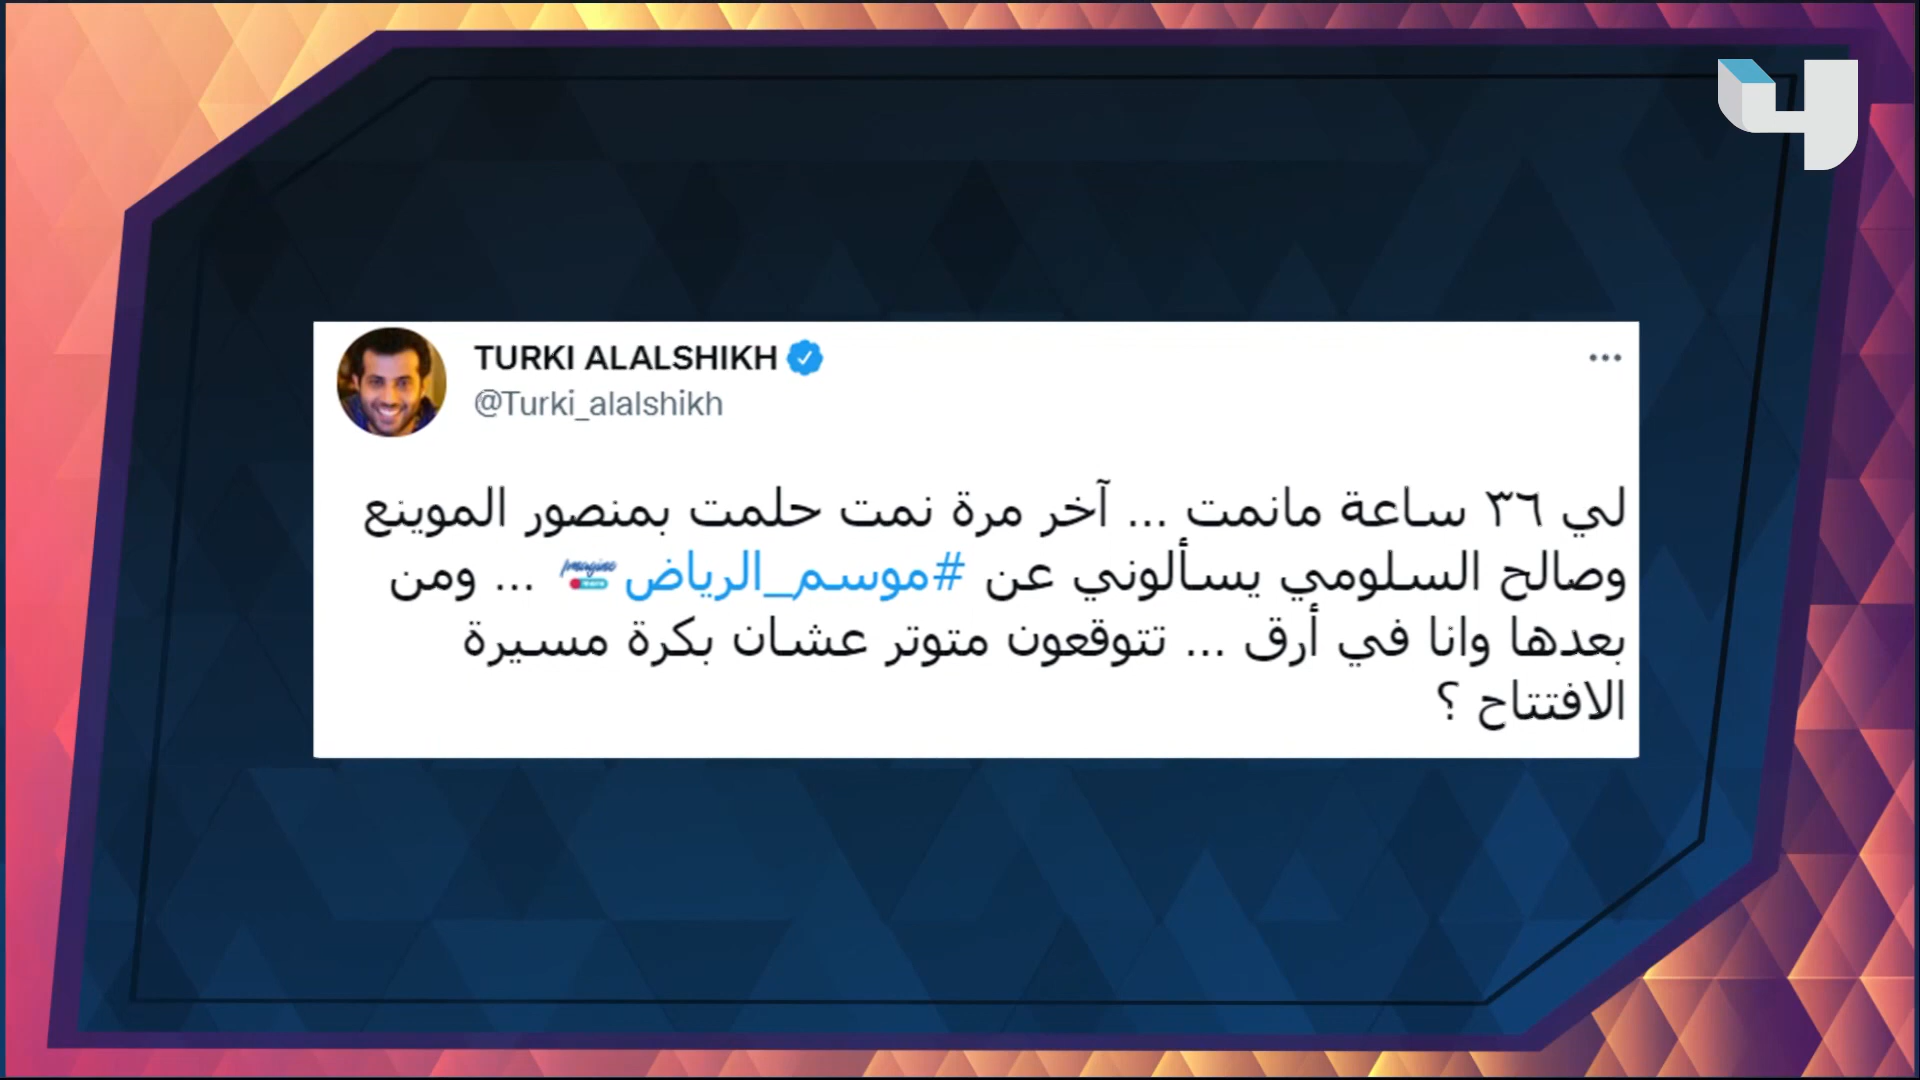 TURKI ALALSHIKH
@Turki_alalshikh
لي ٣٦ ساعة مانمت ... آخر مرة نمت حلمت بمنصور الموينع
وصالح السلومي يسألوني عن #موسم_الرياض Imagine ... ومن
بعدها وانا في أرق ... تتوقعون متوتر عشان بكرة مسيرة
الافتتاح ؟